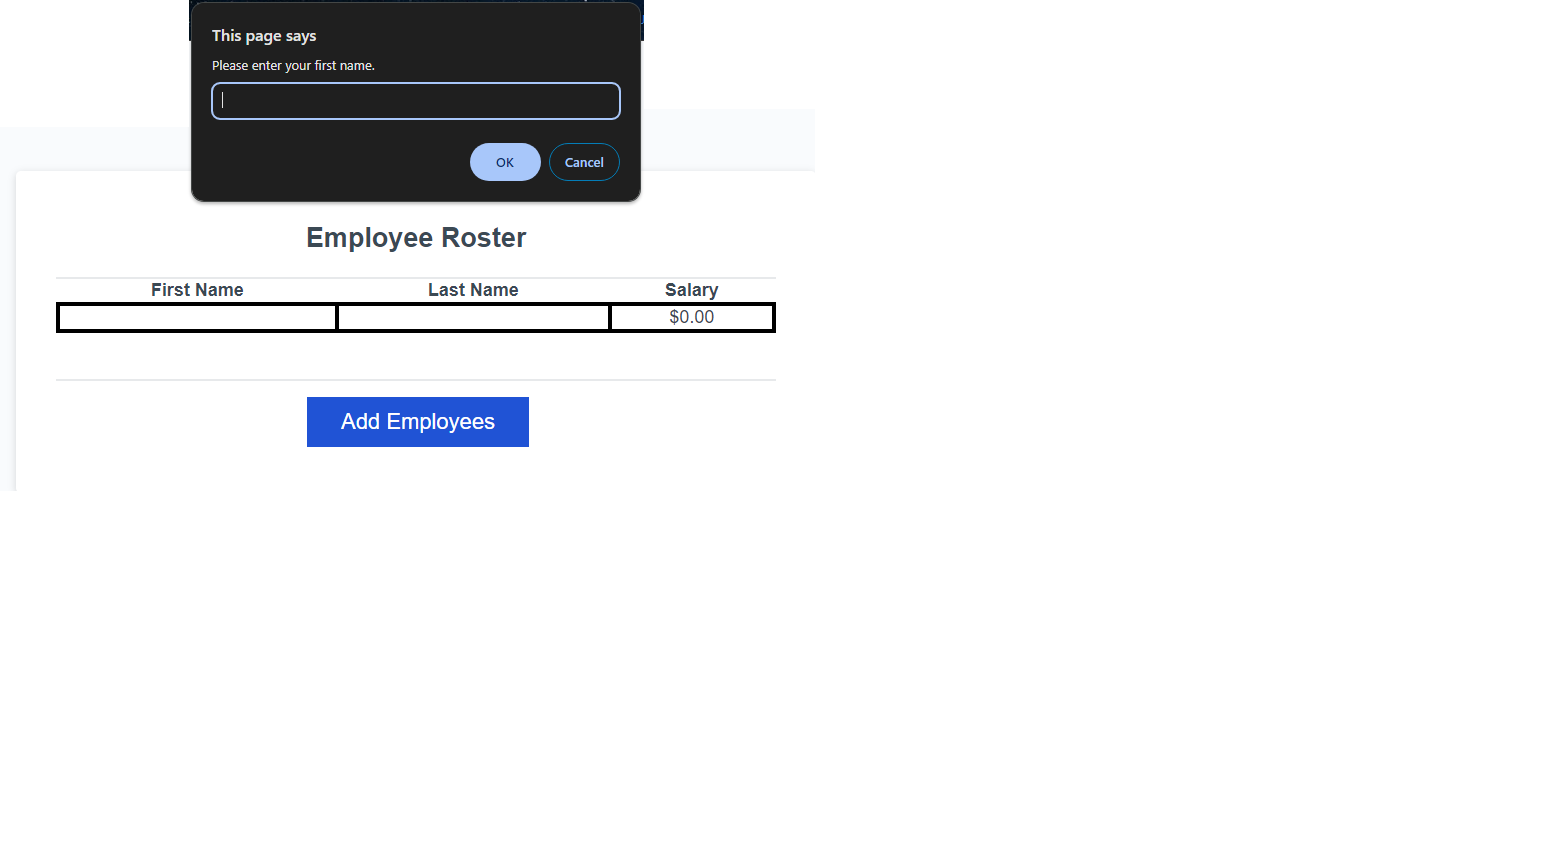 This page says
Please enter your first name.
OK Cancel
Employee Roster
First Name Last Name Salary
$0.00
Add Employees